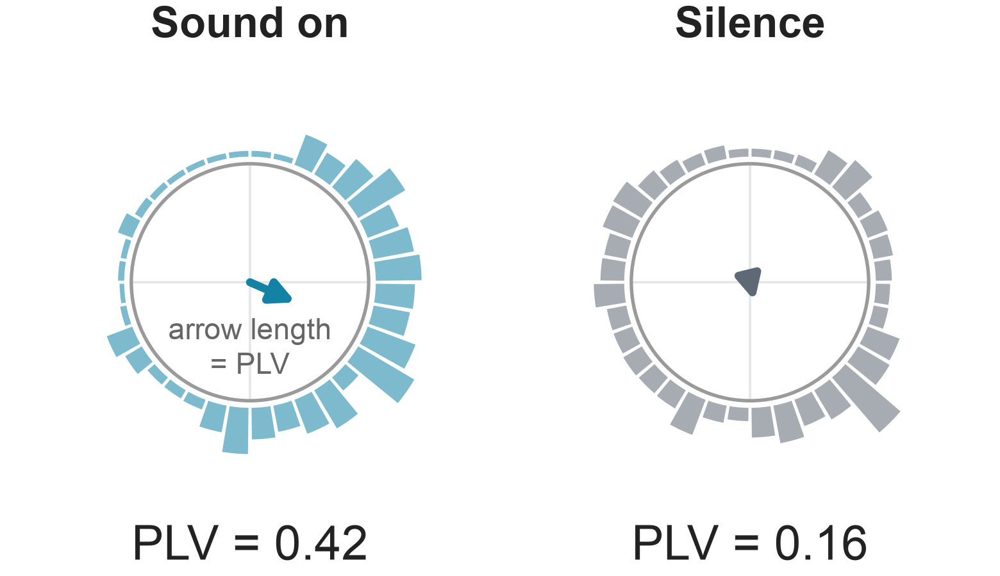 Sound on
Silence
arrow length
= PLV
PLV = 0.42
PLV = 0.16